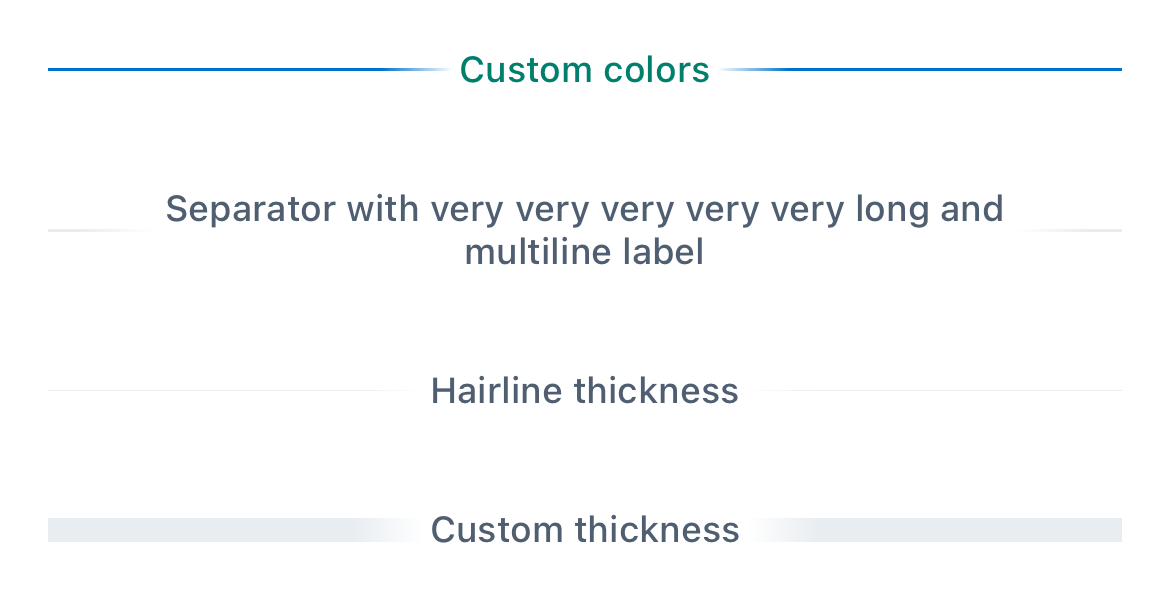 Custom colors
Separator with very very very very very long and
multiline label
Hairline thickness
Custom thickness